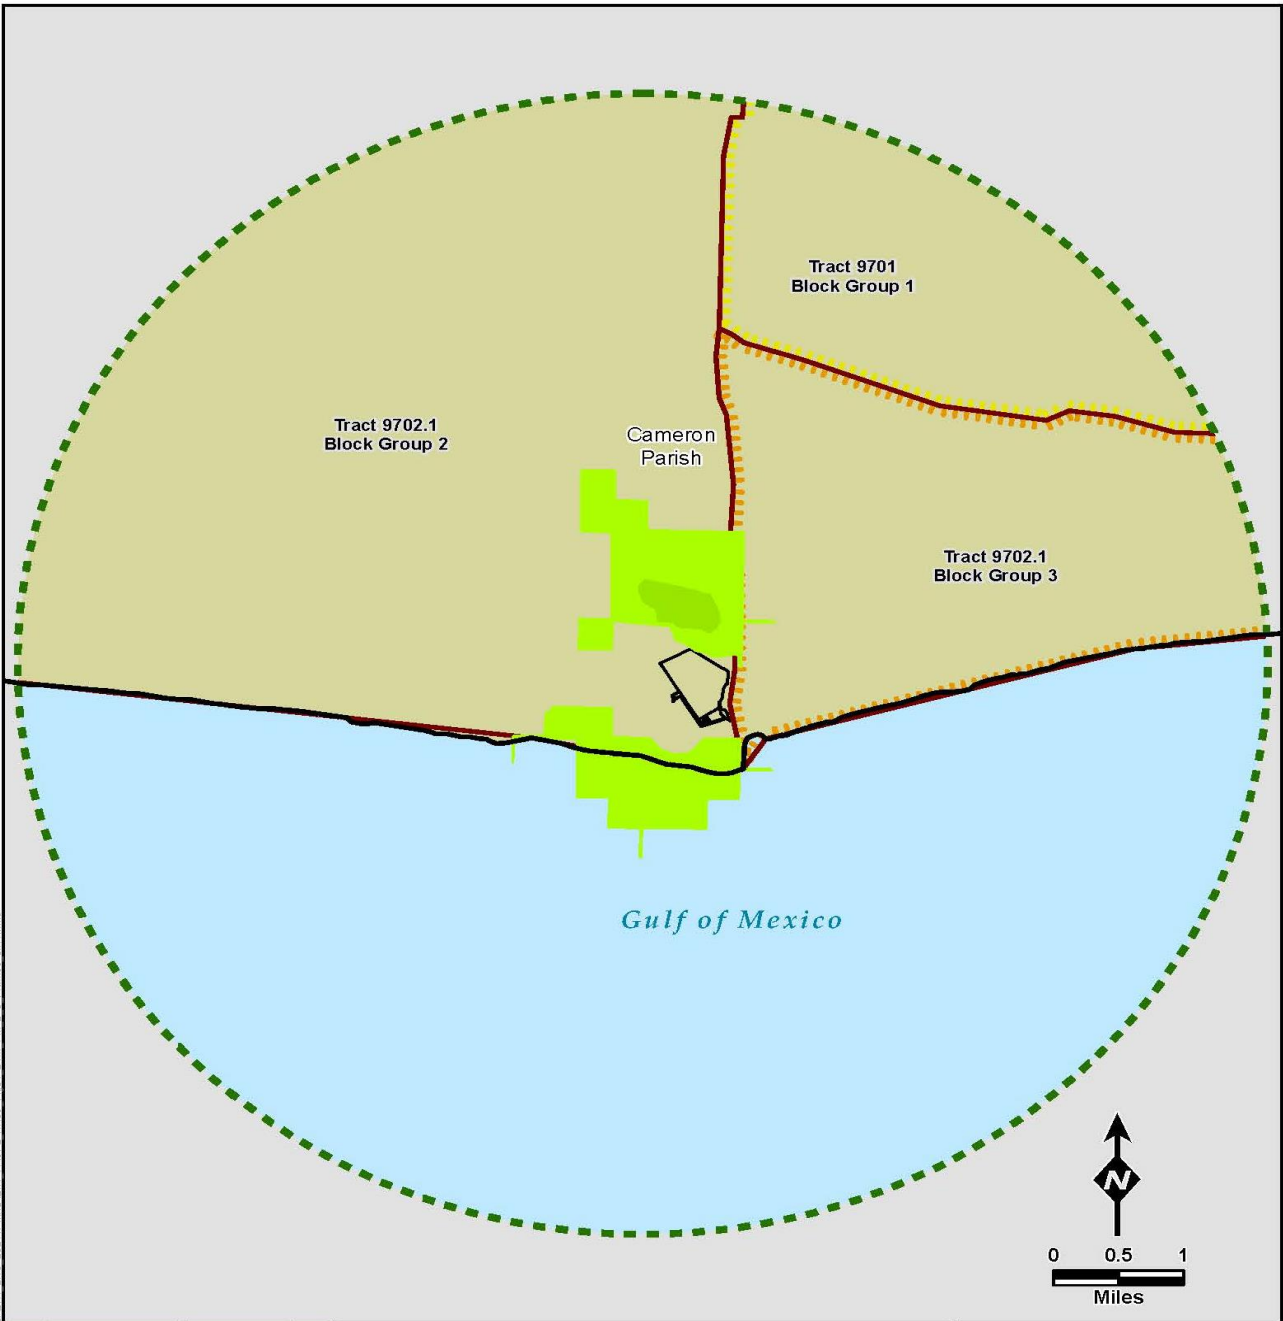 Tract 9701
Block Group 1
Tract 9702.1
Block Group 2
Cameron
Parish
Tract 9702.1
Block Group 3
Gulf of Mexico
N
0 0.5 1
Miles